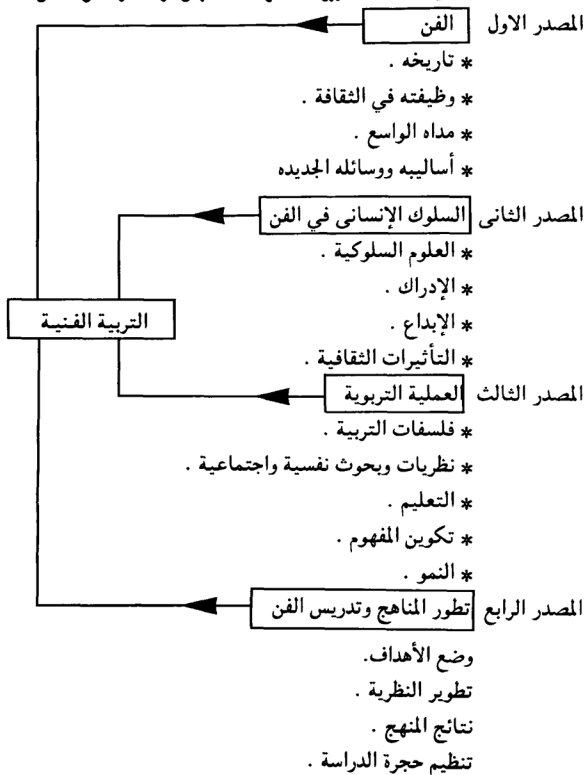 المصدر الاول الفن
* تاريخه .
* وظيفته في الثقافة .
* مداه الواسع .
* أساليبه ووسائله الجديده
المصدر الثانى السلوك الإنسانى في الفن
* العلوم السلوكية .
* الإدراك .
التربية الفنية
* الإبداع .
* التأثيرات الثقافية .
المصدر الثالث العملية التربوية
* فلسفات التربية .
* نظريات وبحوث نفسية واجتماعية .
* التعليم .
* تكوين المفهوم .
* النمو .
المصدر الرابع تطور المناهج وتدريس الفن
وضع الأهداف.
تطوير النظرية .
نتائج المنهج .
تنظيم حجرة الدراسة .